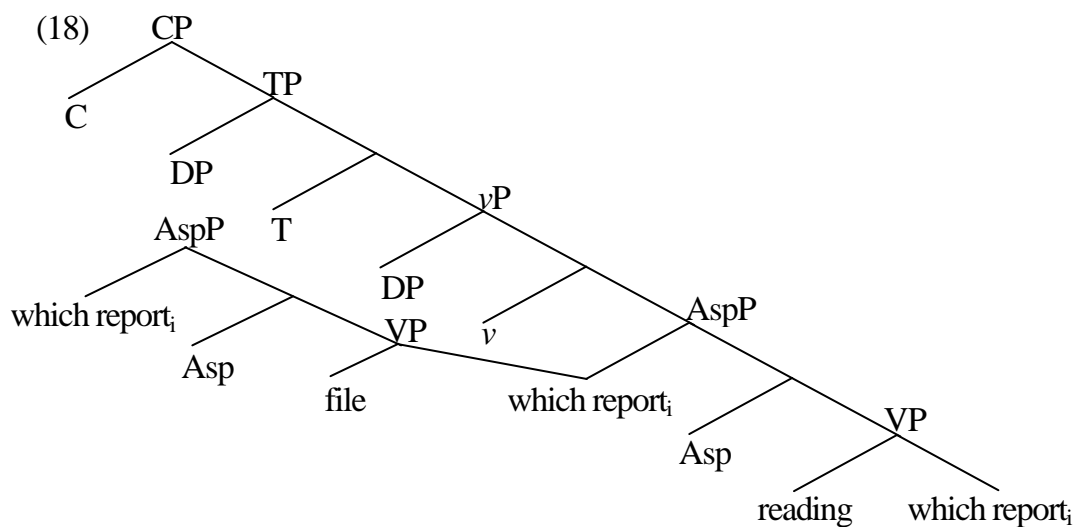 (18) CP
C TP
DP
T vP
AspP
DP
which reportᵢ v AspP
Asp VP
file which reportᵢ
Asp VP
reading which reportᵢ